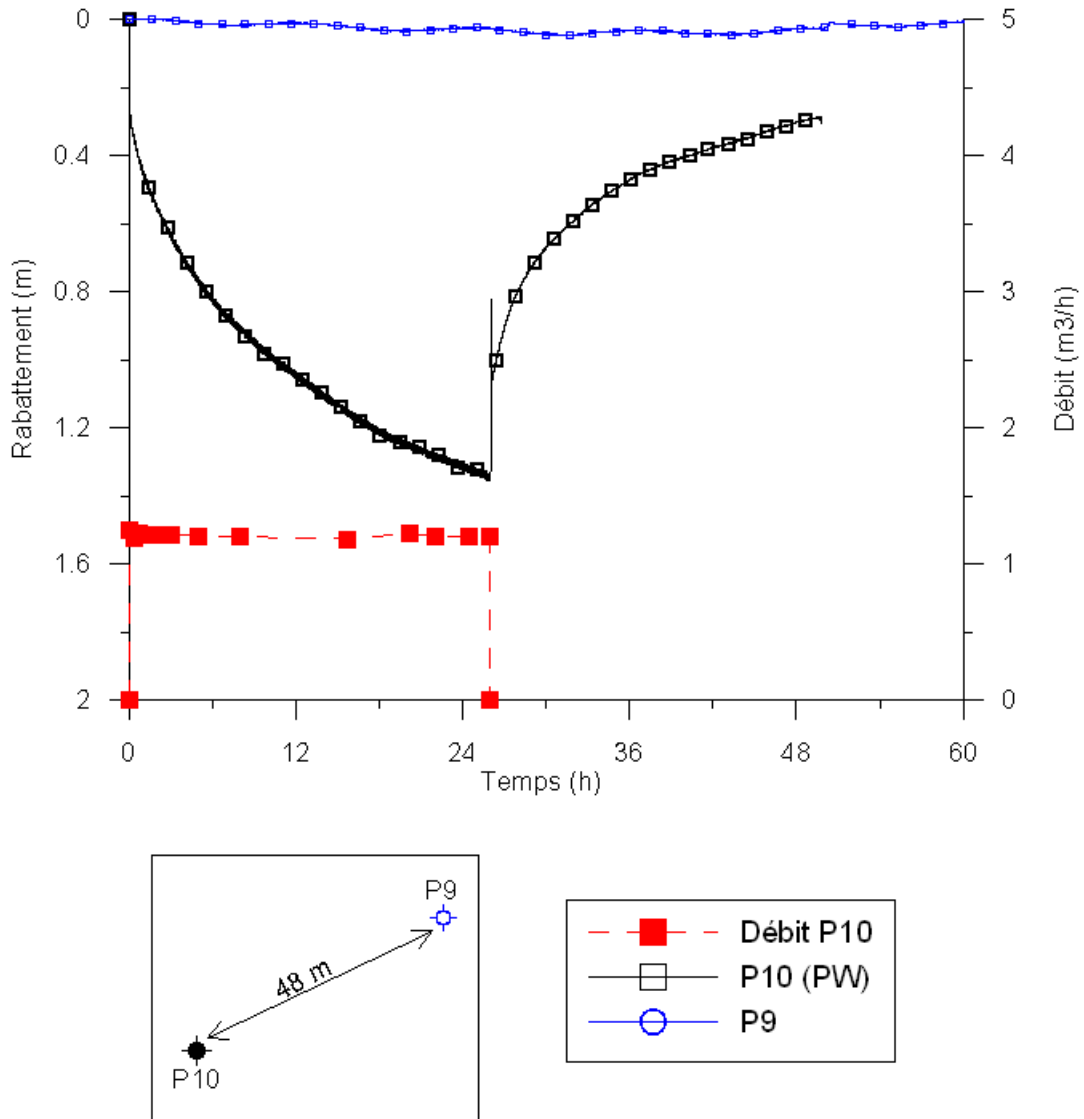 0
0.4
0.8
1.2
1.6
2
Rabattement (m)
5
4
3
2
1
0
Débit (m3/h)
0
12
24
36
48
60
Temps (h)
P9
48 m
P10
Débit P10
P10 (PW)
P9